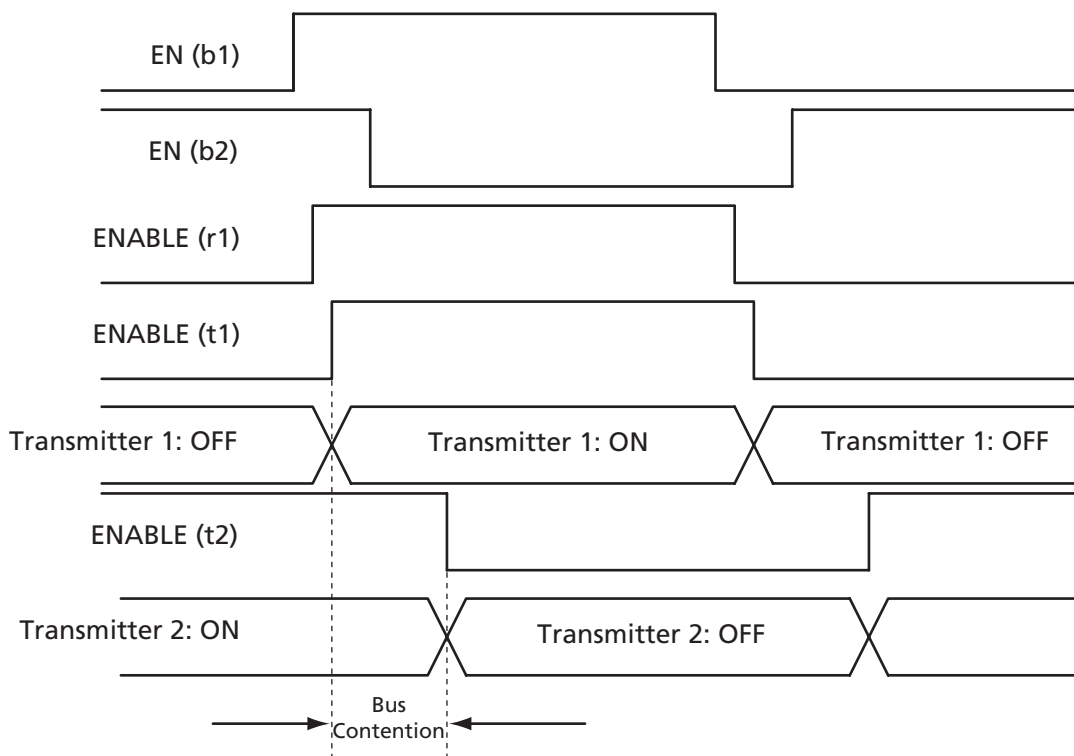 EN (b1)
EN (b2)
ENABLE (r1)
ENABLE (t1)
Transmitter 1: OFF
Transmitter 1: ON
Transmitter 1: OFF
ENABLE (t2)
Transmitter 2: ON
Transmitter 2: OFF
Bus
Contention